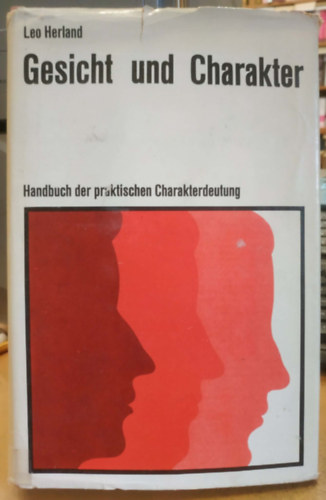 Leo Herland
Gesicht und Charakter
Handbuch der praktischen Charakterdeutung